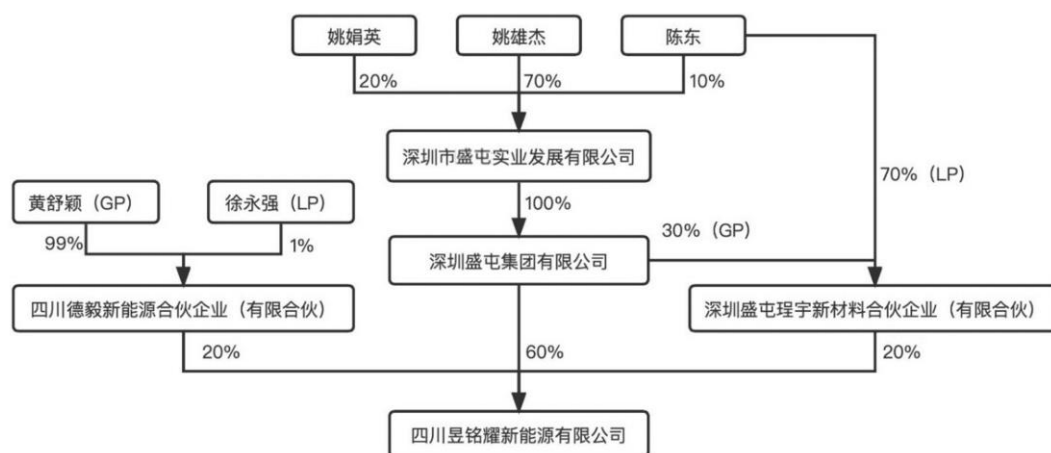 姚娟英
姚雄杰
陈东
20%
70%
10%
深圳市盛屯实业发展有限公司
70%（LP）
黄舒颖（GP）
徐永强（LP）
100%
30%（GP）
99%
1%
深圳盛屯集团有限公司
四川德毅新能源合伙企业（有限合伙）
深圳盛屯珵宇新材料合伙企业（有限合伙）
20%
60%
20%
四川昱铭耀新能源有限公司